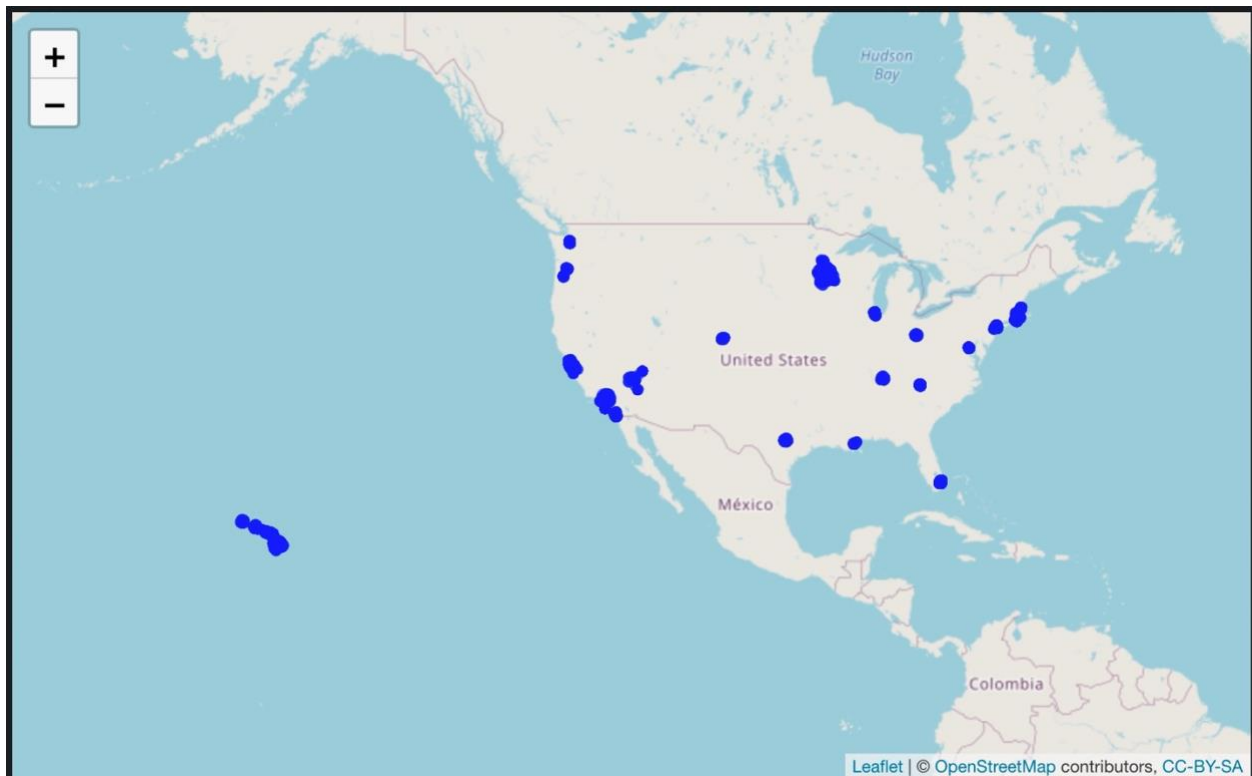 +
−
Hudson
Bay
United States
México
Colombia
Leaflet | © OpenStreetMap contributors, CC-BY-SA